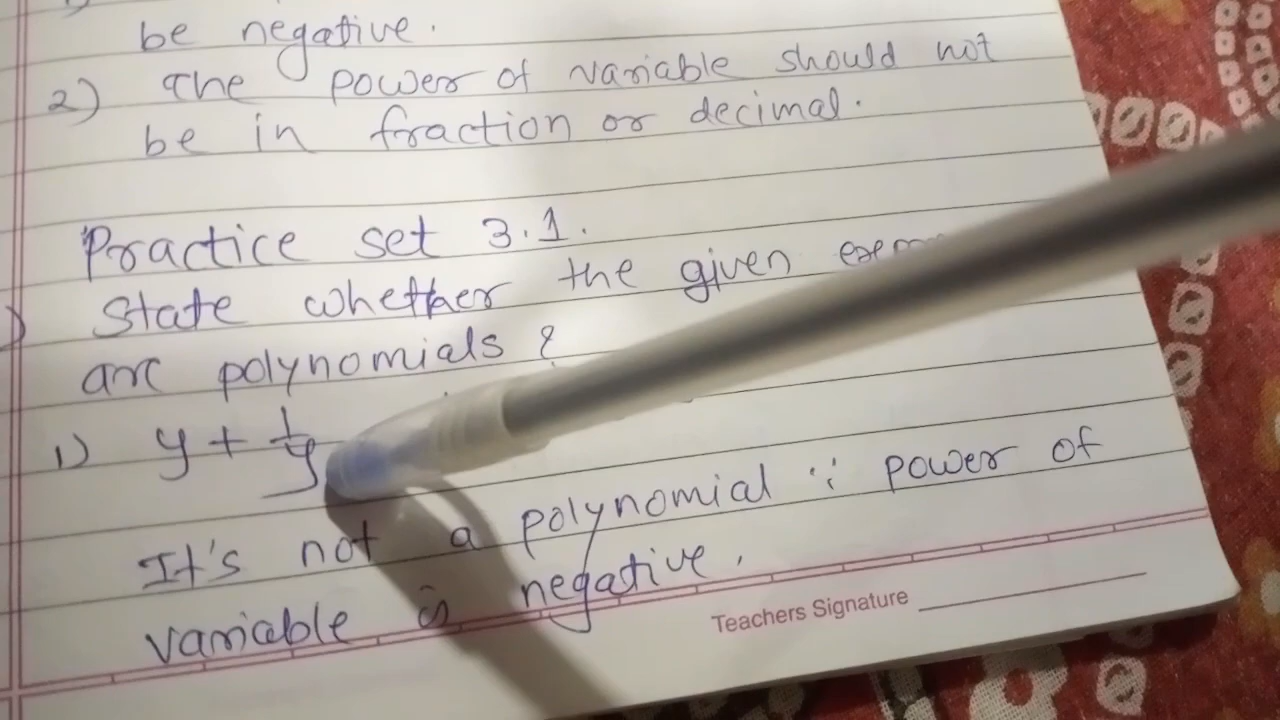 be negative.
2) The power of variable should not
be in fraction or decimal.
Practice set 3.1.
State whether the given
are polynomials ?
1) y + 1/y
It's not a polynomial ∵ power of
variable is negative.
Teachers Signature